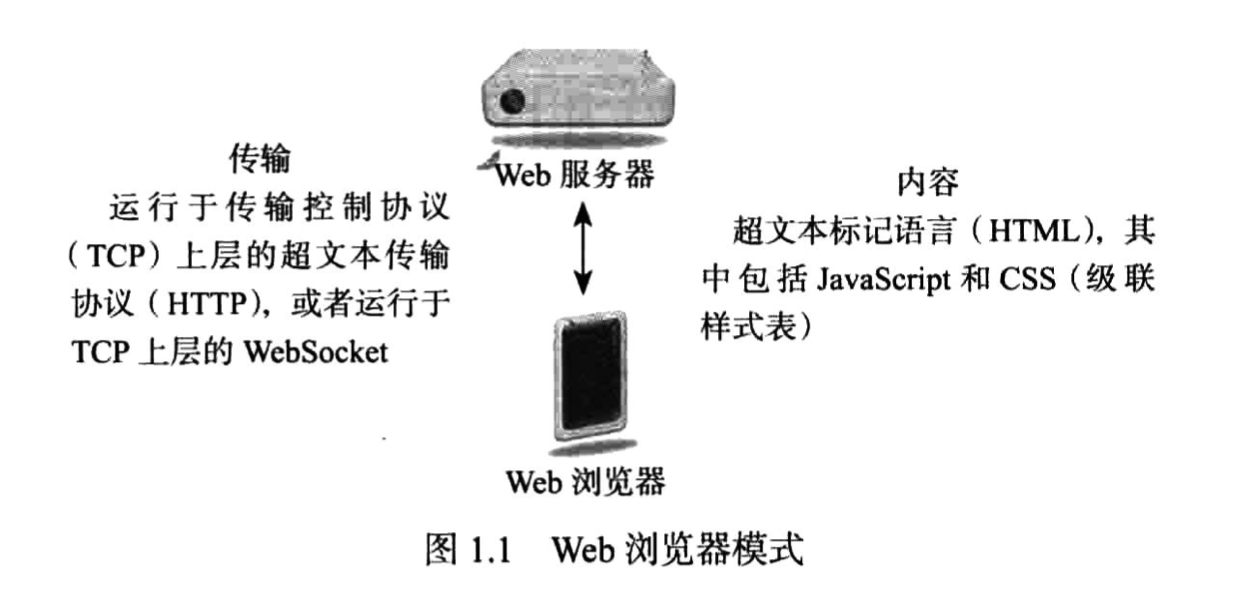 传输
运行于传输控制协议
（TCP）上层的超文本传输
协议（HTTP），或者运行于
TCP 上层的 WebSocket
Web 服务器
内容
超文本标记语言（HTML），其
中包括 JavaScript 和 CSS（级联
样式表）
Web 浏览器
图 1.1 Web 浏览器模式